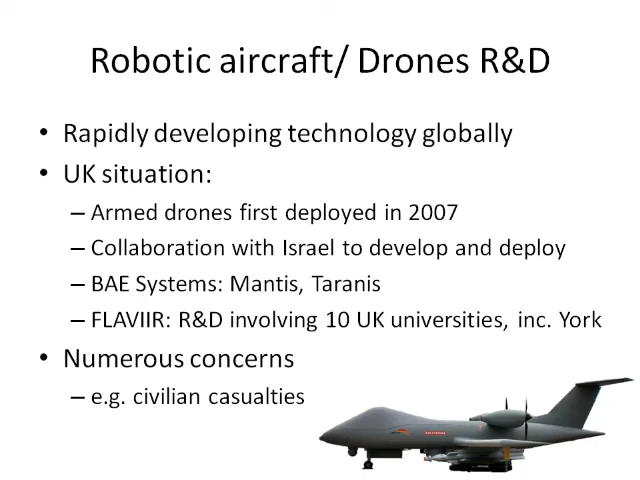 Robotic aircraft/ Drones R&D
• Rapidly developing technology globally
• UK situation:
– Armed drones first deployed in 2007
– Collaboration with Israel to develop and deploy
– BAE Systems: Mantis, Taranis
– FLAVIIR: R&D involving 10 UK universities, inc. York
• Numerous concerns
– e.g. civilian casualties